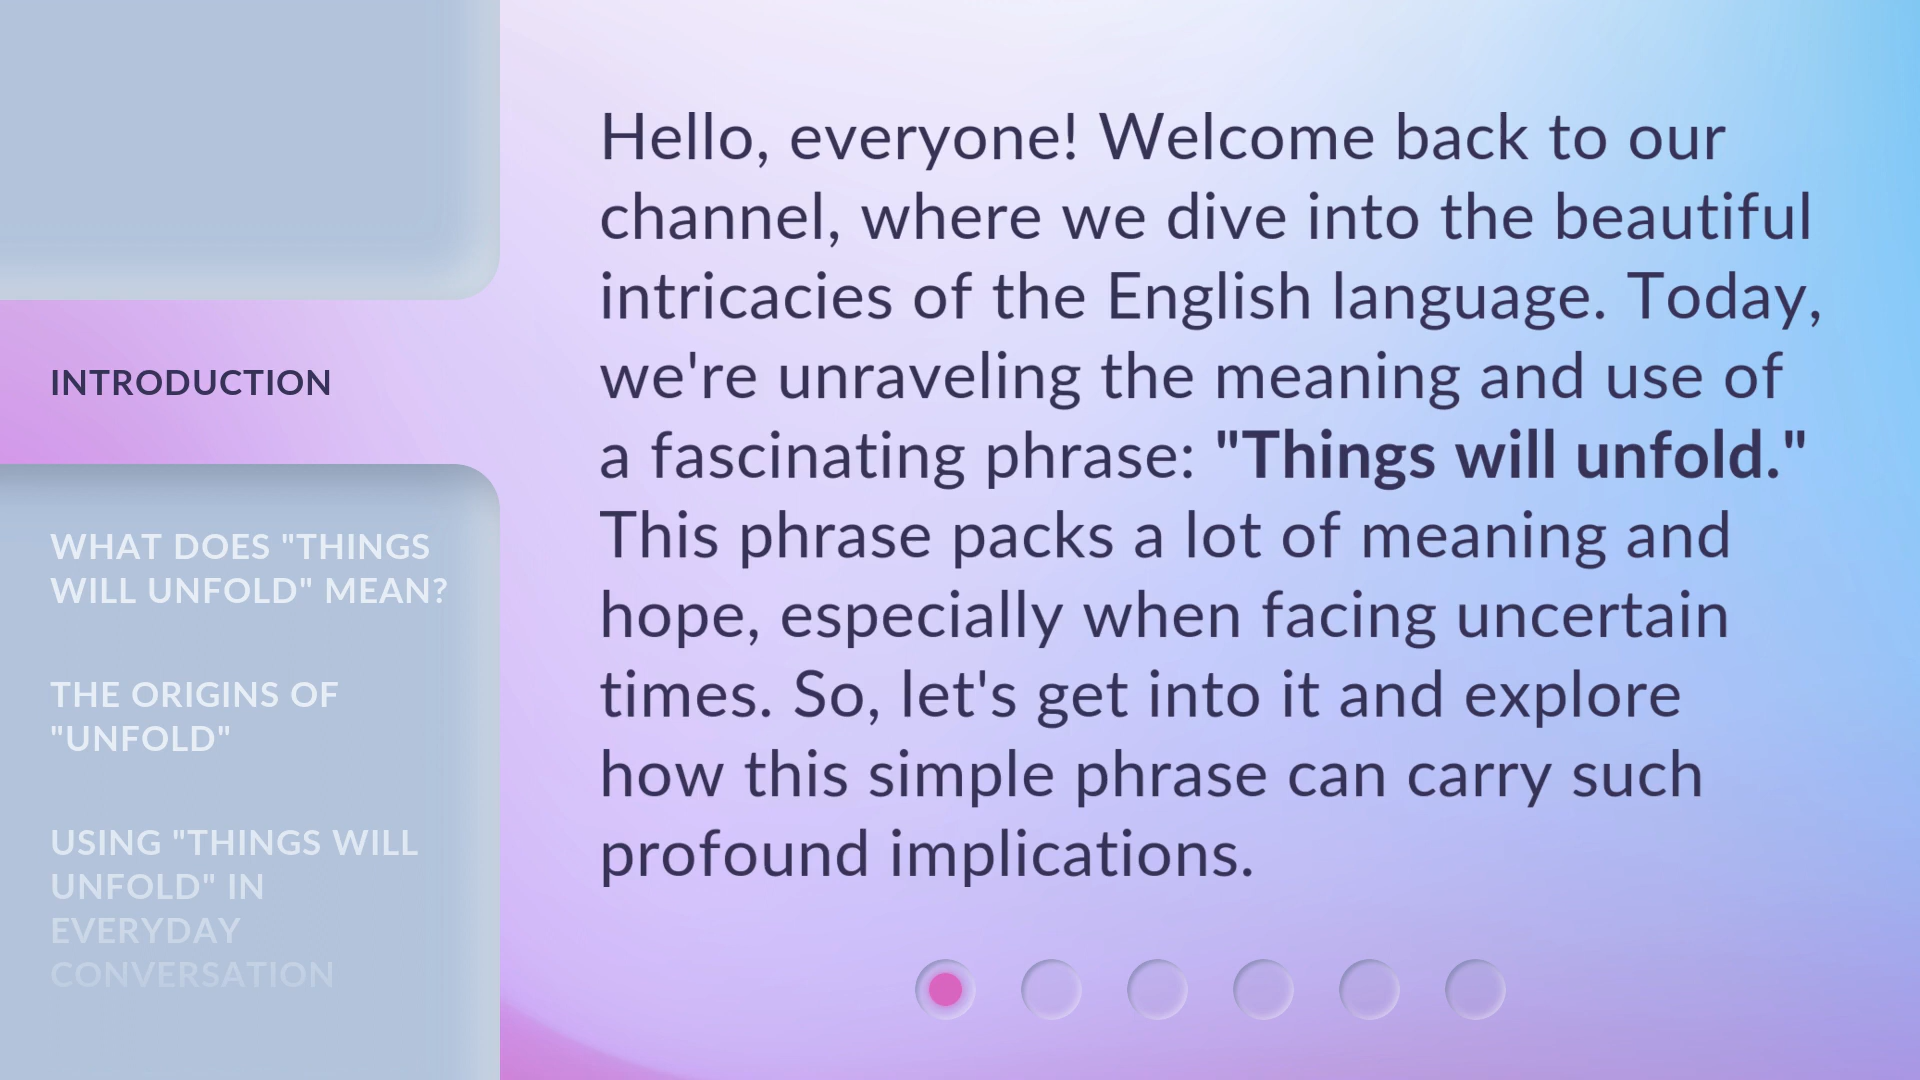 INTRODUCTION
WHAT DOES "THINGS
WILL UNFOLD" MEAN?
THE ORIGINS OF
"UNFOLD"
USING "THINGS WILL
UNFOLD" IN
EVERYDAY
CONVERSATION
Hello, everyone! Welcome back to our
channel, where we dive into the beautiful
intricacies of the English language. Today,
we're unraveling the meaning and use of
a fascinating phrase: "Things will unfold."
This phrase packs a lot of meaning and
hope, especially when facing uncertain
times. So, let's get into it and explore
how this simple phrase can carry such
profound implications.